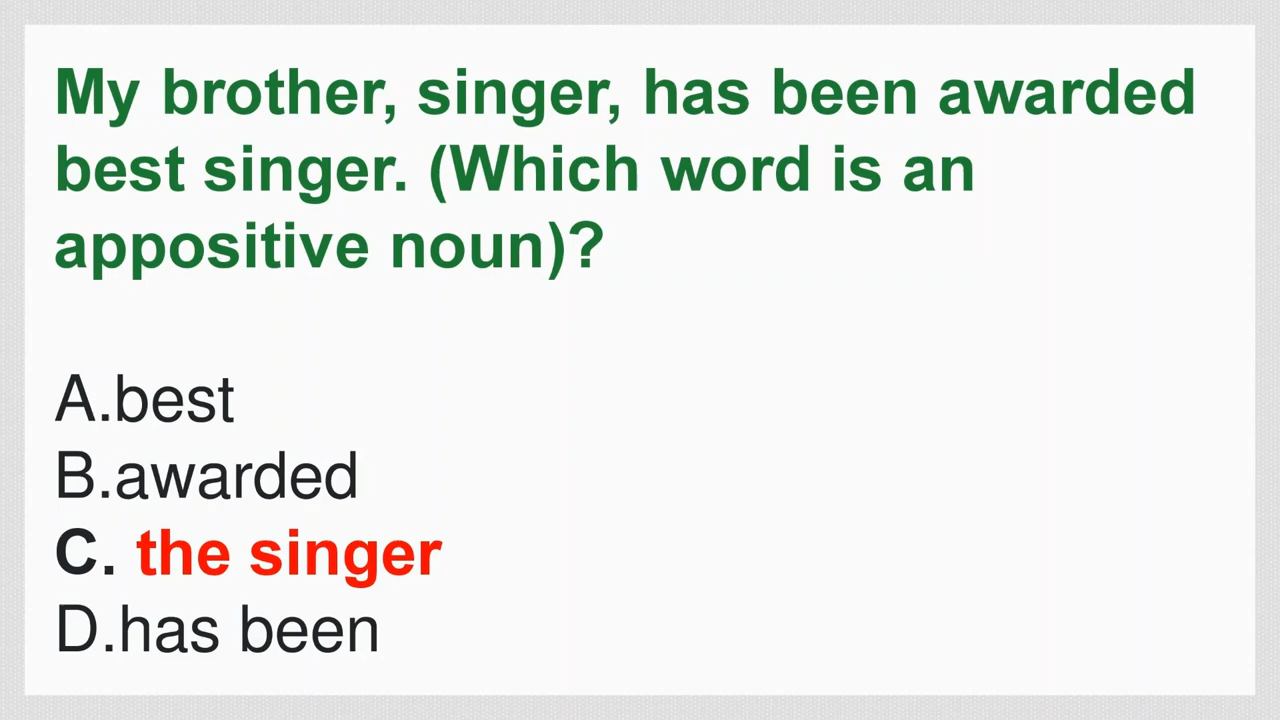 My brother, singer, has been awarded
best singer. (Which word is an
appositive noun)?
A.best
B.awarded
C. the singer
D.has been